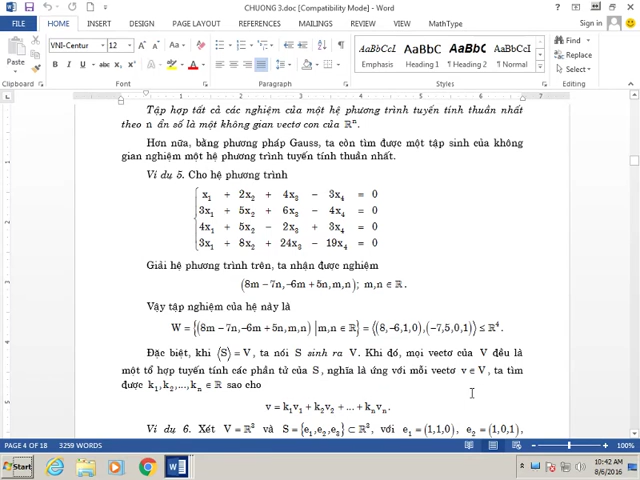 CHUONG 3.doc [Compatibility Mode] - Word
FILE HOME INSERT DESIGN PAGE LAYOUT REFERENCES MAILINGS REVIEW VIEW MathType Sign in
VNI-Century 12
Paste
AaBbCcI AaBbC AaBbC AaBbCcI
Emphasis Heading 1 ¶ Heading 2 ¶ Heading 4
Find
Replace
Select
Clipboard Font Paragraph Styles Editing
Tập hợp tất cả các nghiệm của một hệ phương trình tuyến tính thuần nhất
theo n ẩn số là một không gian vectơ con của ℝⁿ.
Hơn nữa, bằng phương pháp Gauss, ta còn tìm được một tập sinh của không
gian nghiệm một hệ phương trình tuyến tính thuần nhất.
Ví dụ 5. Cho hệ phương trình
x₁ + 2x₂ + 4x₃ − 3x₄ = 0
3x₁ + 5x₂ + 6x₃ − 4x₄ = 0
4x₁ + 5x₂ − 2x₃ + 3x₄ = 0
3x₁ + 8x₂ + 24x₃ − 19x₄ = 0
Giải hệ phương trình trên, ta nhận được nghiệm
(8m − 7n, −6m + 5n, m, n); m, n ∈ ℝ.
Vậy tập nghiệm của hệ này là
W = {(8m − 7n, −6m + 5n, m, n) | m, n ∈ ℝ} = ⟨(8, −6, 1, 0), (−7, 5, 0, 1)⟩ ≤ ℝ⁴.
Đặc biệt, khi ⟨S⟩ = V, ta nói S sinh ra V. Khi đó, mọi vectơ của V đều là
một tổ hợp tuyến tính các phần tử của S, nghĩa là ứng với mỗi vectơ v ∈ V, ta tìm
được k₁, k₂, ..., kₙ ∈ ℝ sao cho
v = k₁v₁ + k₂v₂ + ... + kₙvₙ.
Ví dụ 6. Xét V = ℝ³ và S = {e₁, e₂, e₃} ⊂ ℝ³, với e₁ = (1,1,0), e₂ = (1,0,1),
PAGE 4 OF 18 3259 WORDS 100%
Start 10:42 AM
8/6/2016